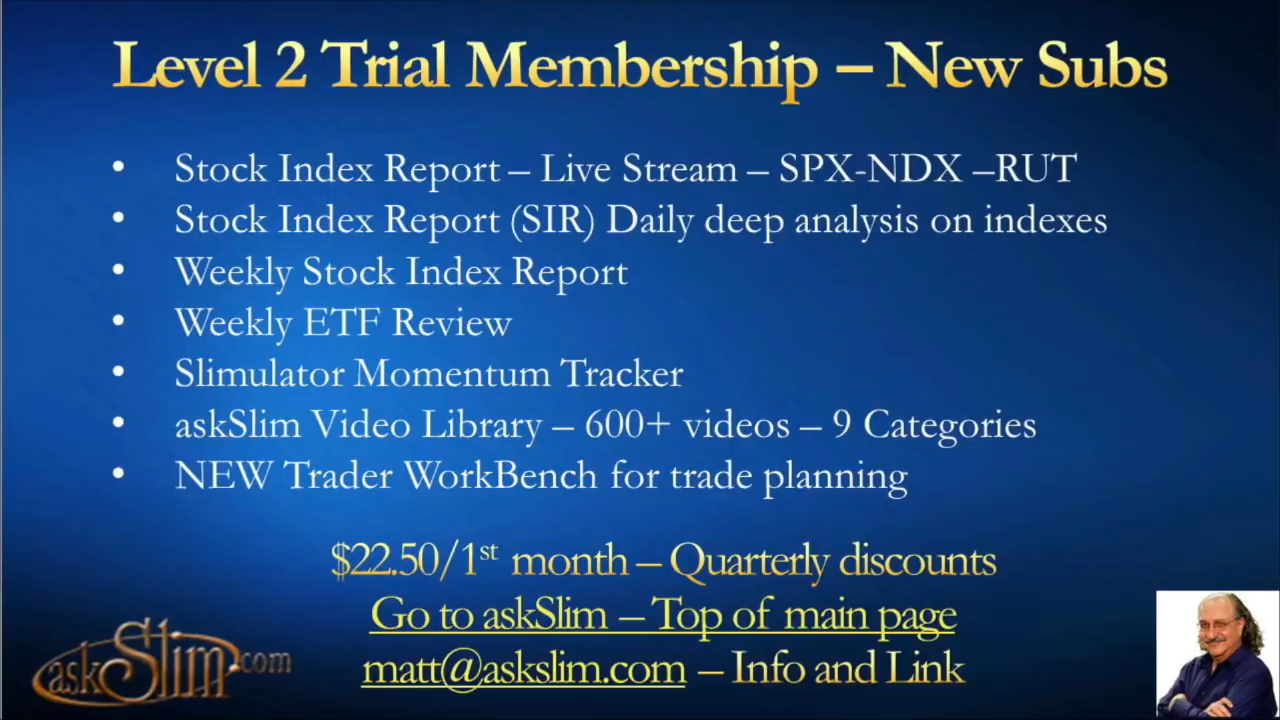 Level 2 Trial Membership – New Subs
• Stock Index Report – Live Stream – SPX-NDX –RUT
• Stock Index Report (SIR) Daily deep analysis on indexes
• Weekly Stock Index Report
• Weekly ETF Review
• Slimulator Momentum Tracker
• askSlim Video Library – 600+ videos – 9 Categories
• NEW Trader WorkBench for trade planning
$22.50/1st month – Quarterly discounts
Go to askSlim – Top of main page
matt@askslim.com – Info and Link
askSlim.com